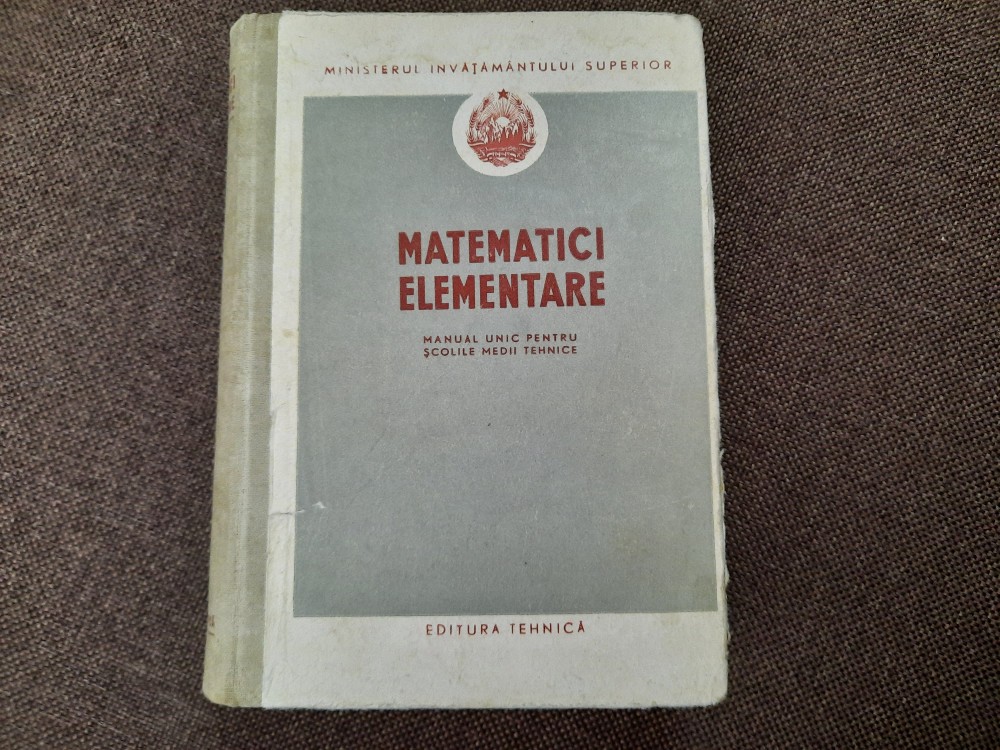 MINISTERUL INVĂȚĂMÂNTULUI SUPERIOR
MATEMATICI
ELEMENTARE
MANUAL UNIC PENTRU
ȘCOLILE MEDII TEHNICE
EDITURA TEHNICĂ